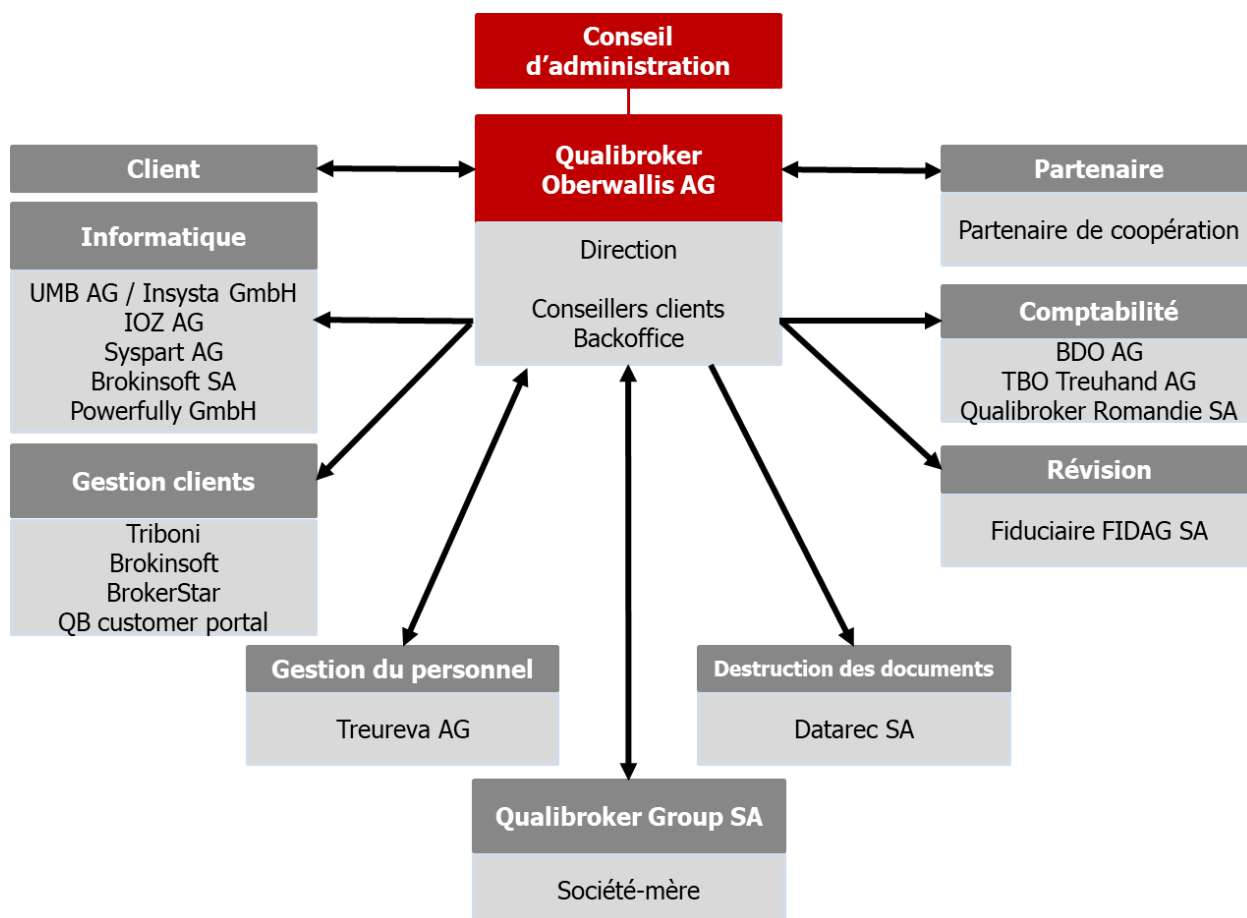 Conseil
d’administration
Qualibroker
Oberwallis AG
Direction
Conseillers clients
Backoffice
Client
Informatique
UMB AG / Insysta GmbH
IOZ AG
Syspart AG
Brokinsoft SA
Powerfully GmbH
Gestion clients
Triboni
Brokinsoft
BrokerStar
QB customer portal
Partenaire
Partenaire de coopération
Comptabilité
BDO AG
TBO Treuhand AG
Qualibroker Romandie SA
Révision
Fiduciaire FIDAG SA
Gestion du personnel
Treureva AG
Destruction des documents
Datarec SA
Qualibroker Group SA
Société-mère